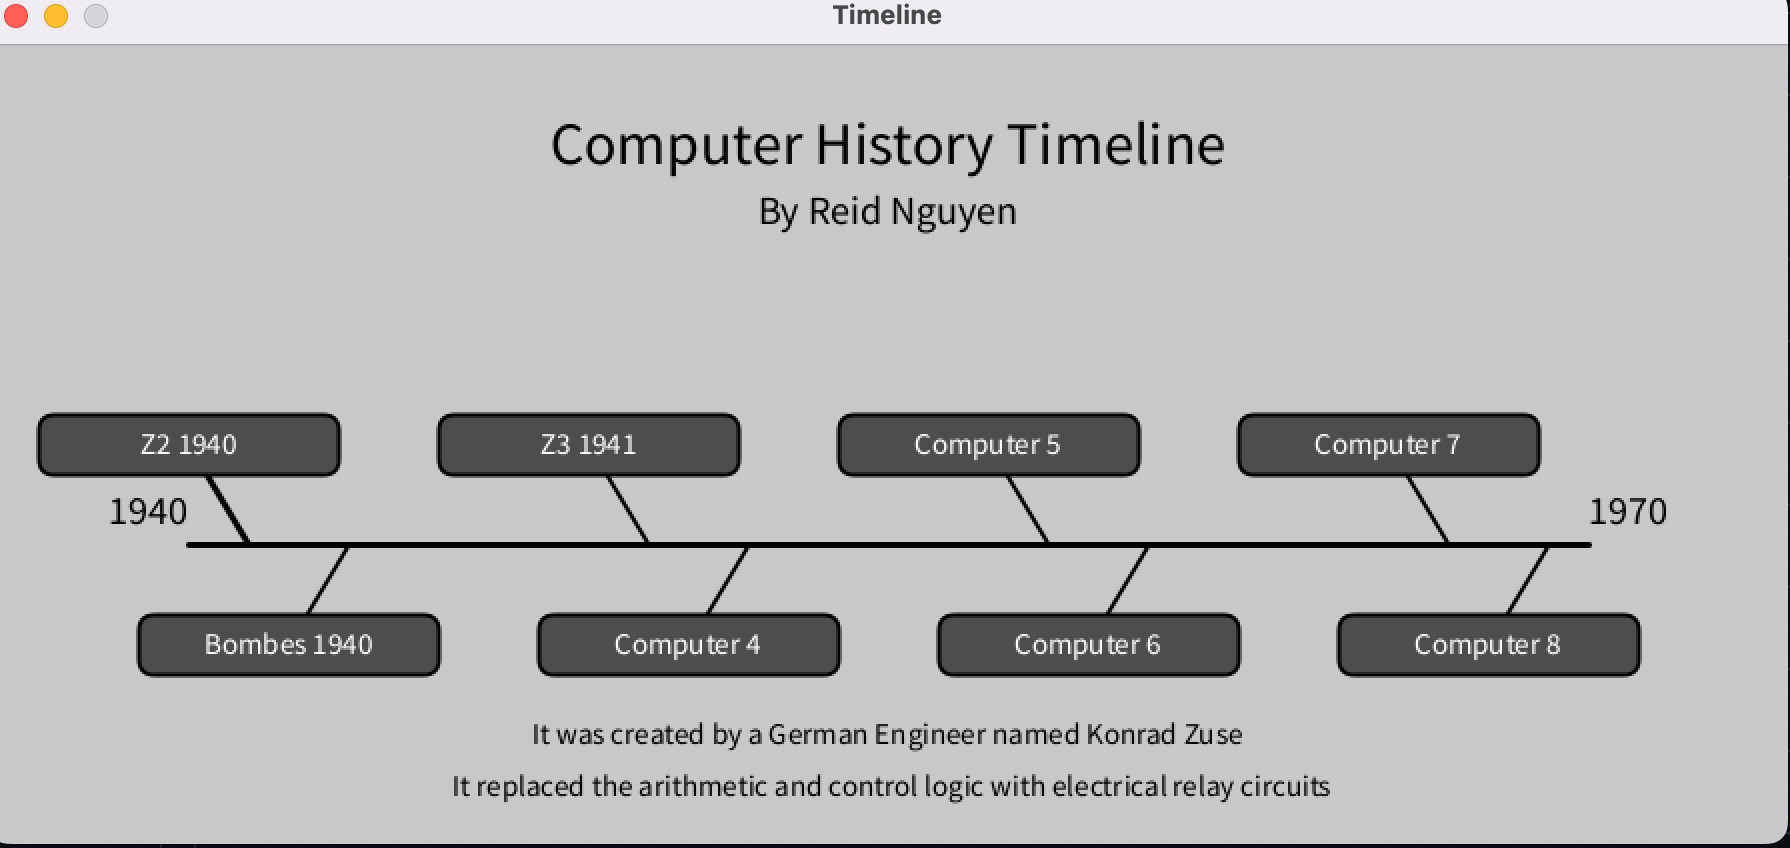 Timeline
Computer History Timeline
By Reid Nguyen
Z2 1940
Z3 1941
Computer 5
Computer 7
1940
1970
Bombes 1940
Computer 4
Computer 6
Computer 8
It was created by a German Engineer named Konrad Zuse
It replaced the arithmetic and control logic with electrical relay circuits